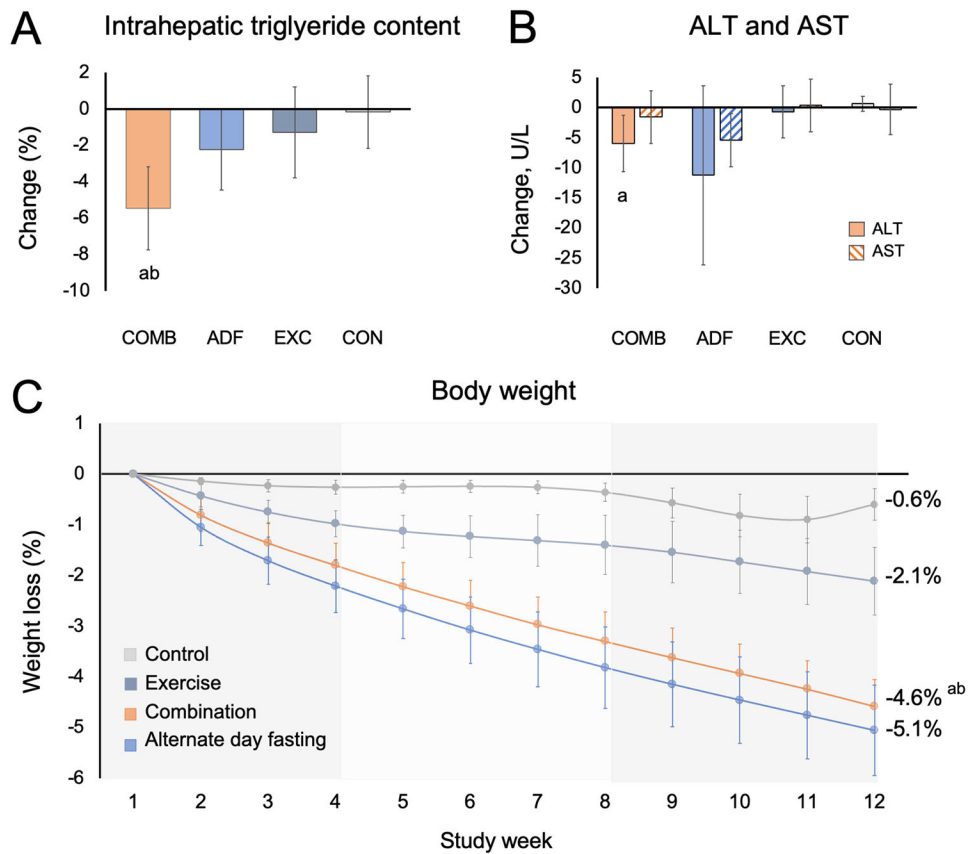 A Intrahepatic triglyeride content
2
0
-2
-4
-6
-8
-10
Change (%)
ab
COMB ADF EXC CON
B ALT and AST
5
0
-5
-10
-15
-20
-25
-30
Change, U/L
a
ALT
AST
COMB ADF EXC CON
C Body weight
1
0
-1
-2
-3
-4
-5
-6
Weight loss (%)
-0.6%
-2.1%
-4.6% ab
-5.1%
Control
Exercise
Combination
Alternate day fasting
1 2 3 4 5 6 7 8 9 10 11 12
Study week